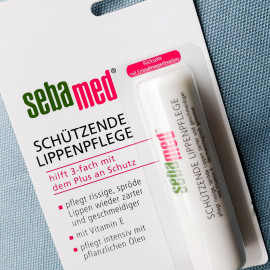 sebamed®
SCHÜTZENDE
LIPPENPFLEGE
hilft 3-fach mit
dem Plus an Schutz
• pflegt rissige, spröde
Lippen wieder zarter
und geschmeidiger
• mit Vitamin E
• pflegt intensiv mit
pflanzlichen Ölen
sebamed
SCHÜTZENDE LIPPENPFLEGE